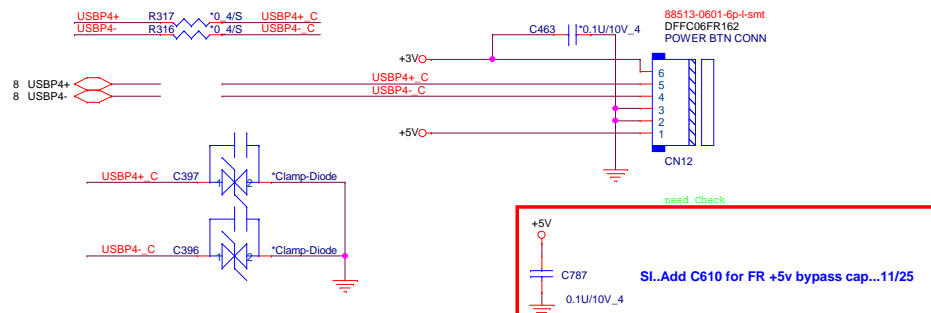 USBP4+ R317 *0_4/S USBP4+_C
USBP4- R316 *0_4/S USBP4-_C
88513-0601-6p-l-smt
DFFC06FR162
POWER BTN CONN
C463 *0.1U/10V_4
+3V
6
8 USBP4+ USBP4+_C 5
8 USBP4- USBP4-_C 4
3
2
+5V 1
CN12
USBP4+_C C397 1 2 *Clamp-Diode
USBP4-_C C396 1 2 *Clamp-Diode
need Check
+5V
C787
0.1U/10V_4
SI..Add C610 for FR +5v bypass cap...11/25